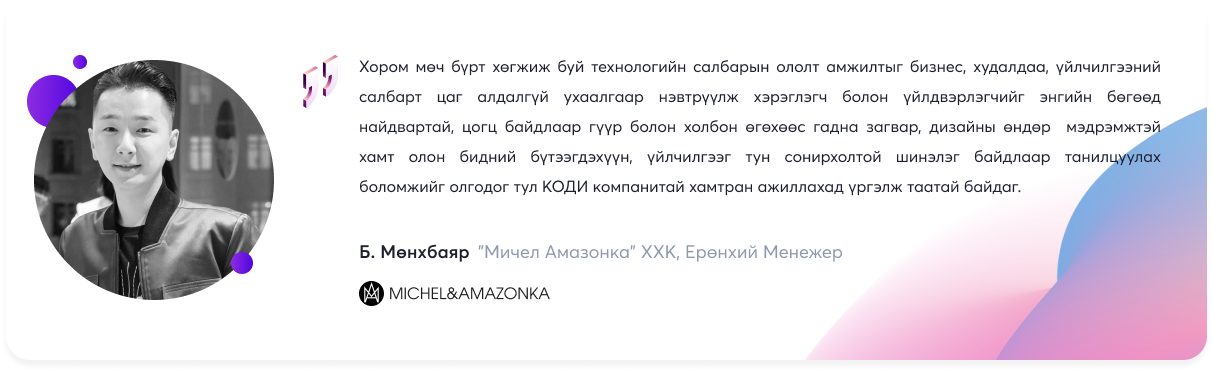 Хором мөч бүрт хөгжиж буй технологийн салбарын ололт амжилтыг бизнес, худалдаа, үйлчилгээний
салбарт цаг алдалгүй ухаалгаар нэвтрүүлж хэрэглэгч болон үйлдвэрлэгчийг энгийн бөгөөд
найдвартай, цогц байдлаар гүүр болон холбон өгөхөөс гадна загвар, дизайны өндөр мэдрэмжтэй
хамт олон бидний бүтээгдэхүүн, үйлчилгээг тун сонирхолтой шинэлэг байдлаар танилцуулах
боломжийг олгодог тул КОДИ компанитай хамтран ажиллахад үргэлж таатай байдаг.
Б. Мөнхбаяр "Мичел Амазонка" ХХК, Ерөнхий Менежер
MICHEL&AMAZONKA